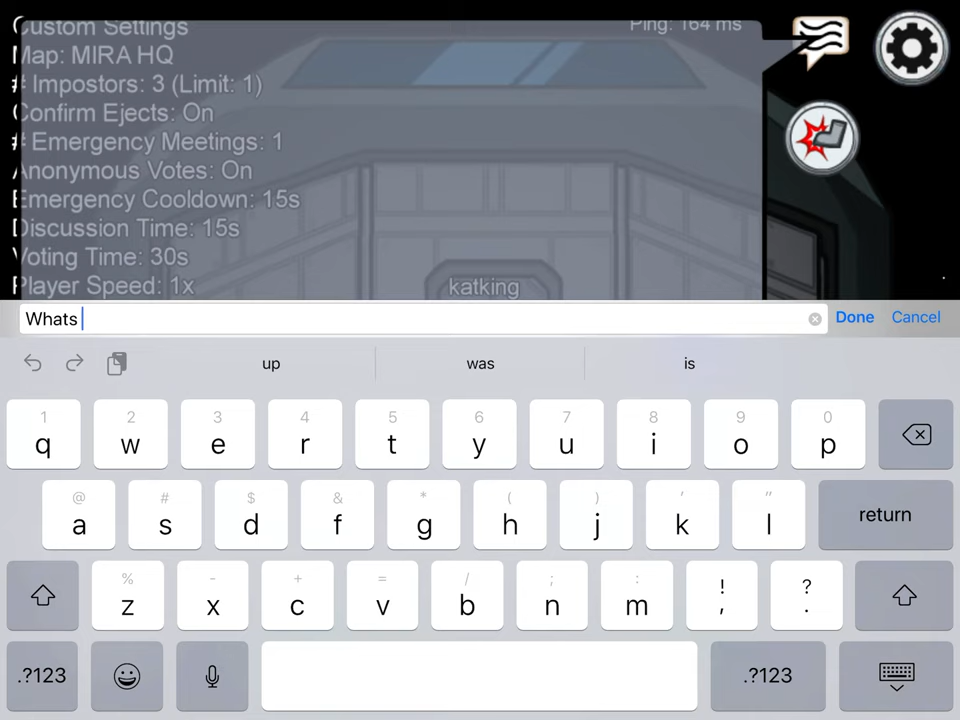 Custom Settings
Ping: 164 ms
Map: MIRA HQ
# Impostors: 3 (Limit: 1)
Confirm Ejects: On
# Emergency Meetings: 1
Anonymous Votes: On
Emergency Cooldown: 15s
Discussion Time: 15s
Voting Time: 30s
Player Speed: 1x
katking
Whats
Done Cancel
up was is
1 2 3 4 5 6 7 8 9 0
q w e r t y u i o p
@ # $ & * ( ) ' "
a s d f g h j k l return
% - + = / ; : ! ?
z x c v b n m , .
.?123 .?123